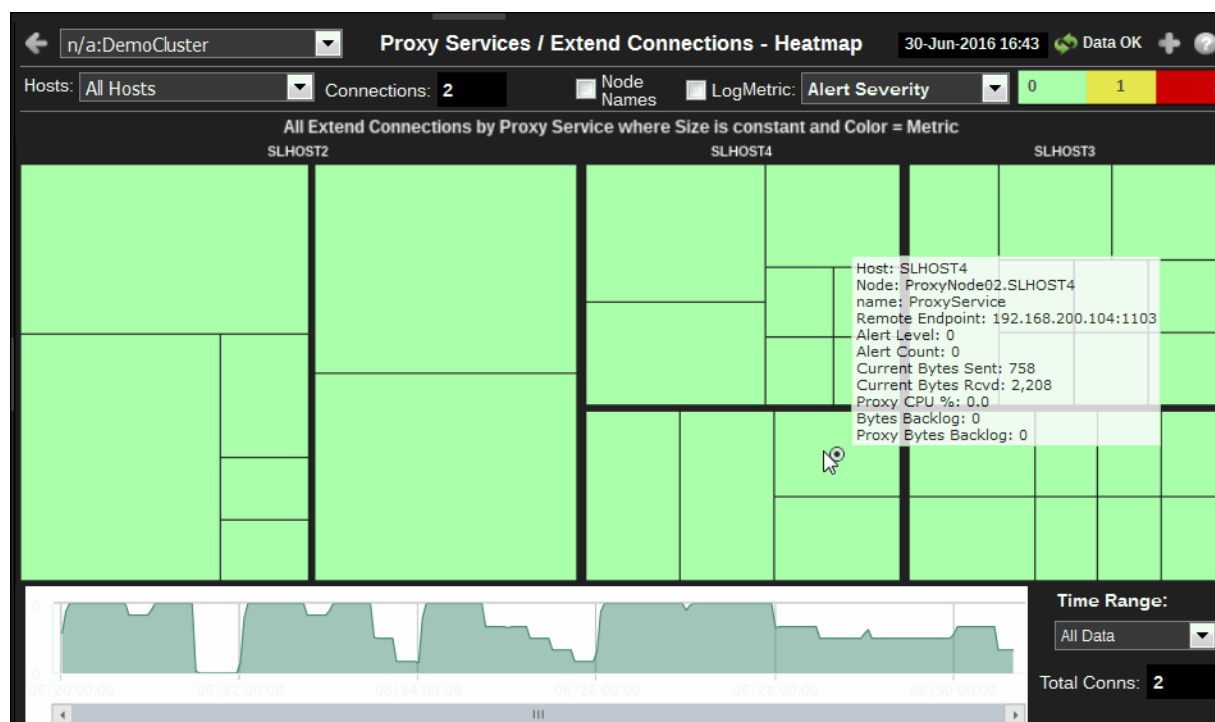 n/a:DemoCluster
Proxy Services / Extend Connections - Heatmap
30-Jun-2016 16:43
Data OK
?
Hosts:
All Hosts
Connections: 2
Node
Names
LogMetric:
Alert Severity
0
1
All Extend Connections by Proxy Service where Size is constant and Color = Metric
SLHOST2
SLHOST4
SLHOST3
Host: SLHOST4
Node: ProxyNode02.SLHOST4
name: ProxyService
Remote Endpoint: 192.168.200.104:1103
Alert Level: 0
Alert Count: 0
Current Bytes Sent: 758
Current Bytes Rcvd: 2,208
Proxy CPU %: 0.0
Bytes Backlog: 0
Proxy Bytes Backlog: 0
6
0
06/20 00:00
06/22 00:00
06/24 00:00
06/26 00:00
06/28 00:00
06/30 00:00
Time Range:
All Data
Total Conns: 2